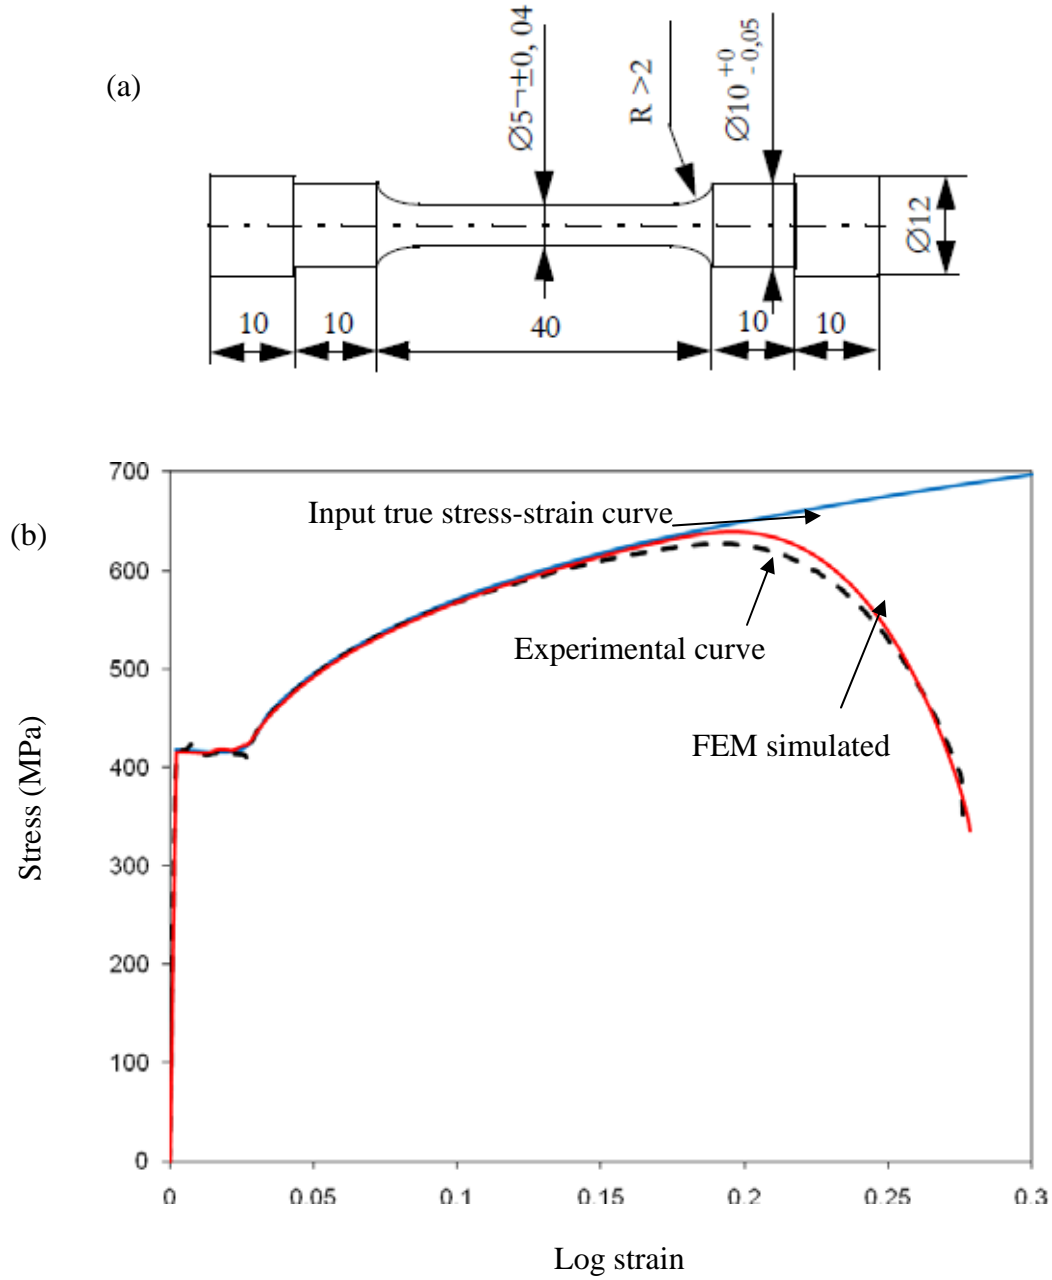 (a)
Ø5¬±0, 04
R >2
Ø10 +0 -0,05
Ø12
10
10
40
10
10
(b)
700
600
500
400
300
200
100
0
Input true stress-strain curve
Experimental curve
FEM simulated
Stress (MPa)
0 0.05 0.1 0.15 0.2 0.25 0.3
Log strain